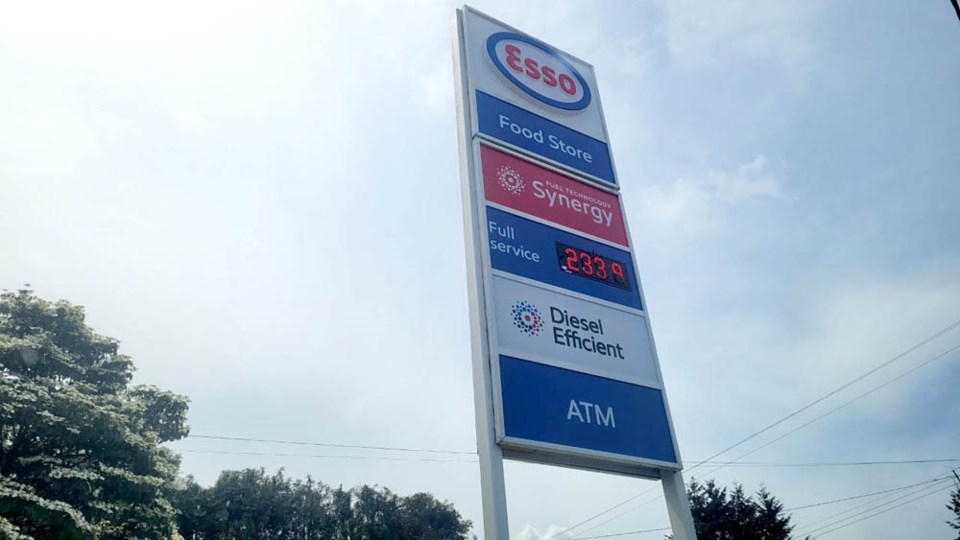 Esso
Food Store
FUEL TECHNOLOGY
Synergy
Full
service
233.9
Diesel
Efficient
ATM